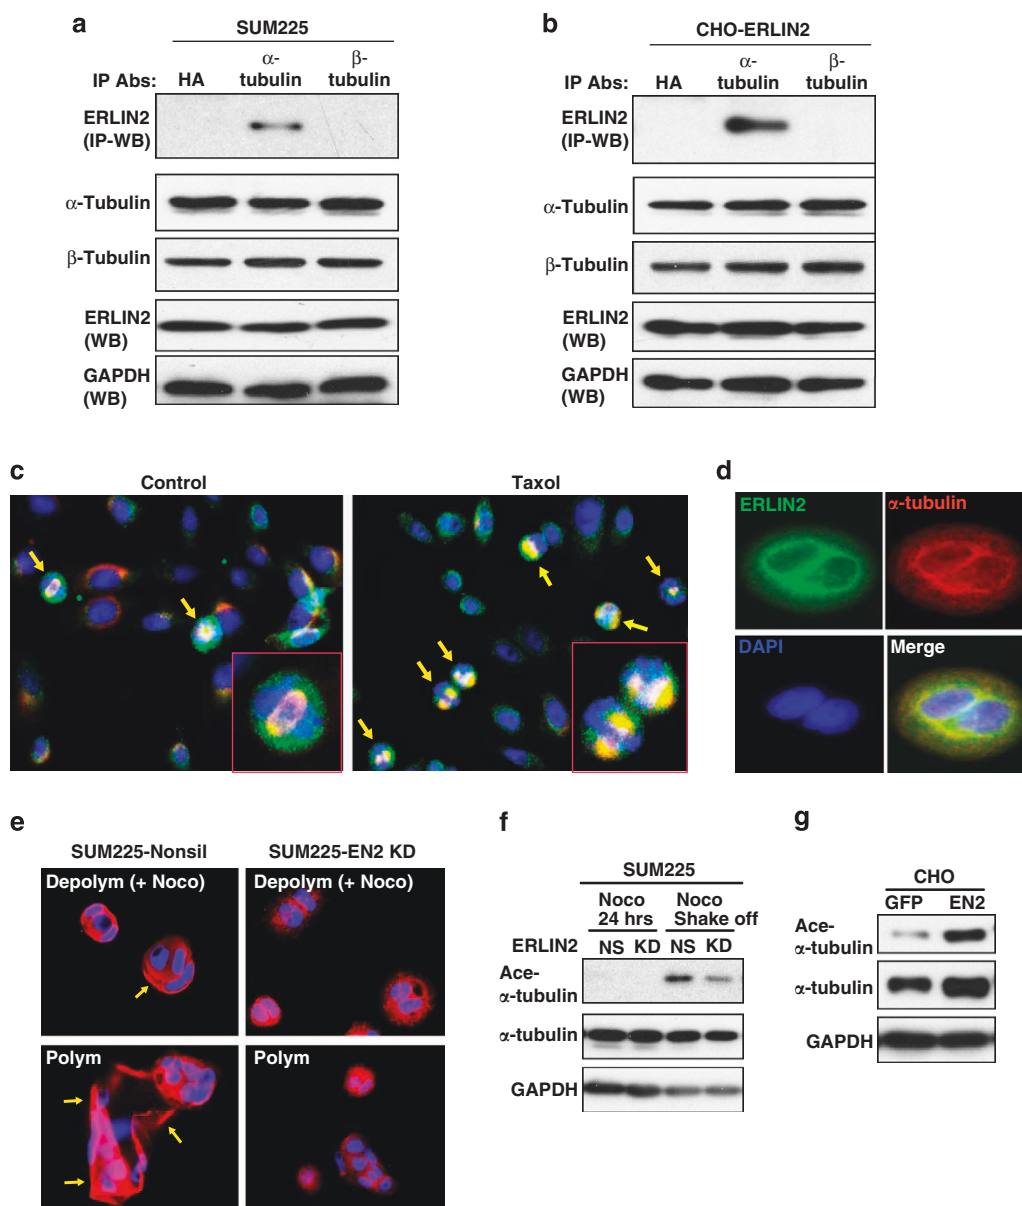 a
SUM225
IP Abs: HA α-tubulin β-tubulin
ERLIN2 (IP-WB)
α-Tubulin
β-Tubulin
ERLIN2 (WB)
GAPDH (WB)
b
CHO-ERLIN2
IP Abs: HA α-tubulin β-tubulin
ERLIN2 (IP-WB)
α-Tubulin
β-Tubulin
ERLIN2 (WB)
GAPDH (WB)
c
Control
Taxol
d
ERLIN2
α-tubulin
DAPI
Merge
e
SUM225-Nonsil
SUM225-EN2 KD
Depolym (+ Noco)
Depolym (+ Noco)
Polym
Polym
f
SUM225
Noco 24 hrs
Noco Shake off
ERLIN2 NS KD NS KD
Ace-α-tubulin
α-tubulin
GAPDH
g
CHO
GFP EN2
Ace-α-tubulin
α-tubulin
GAPDH